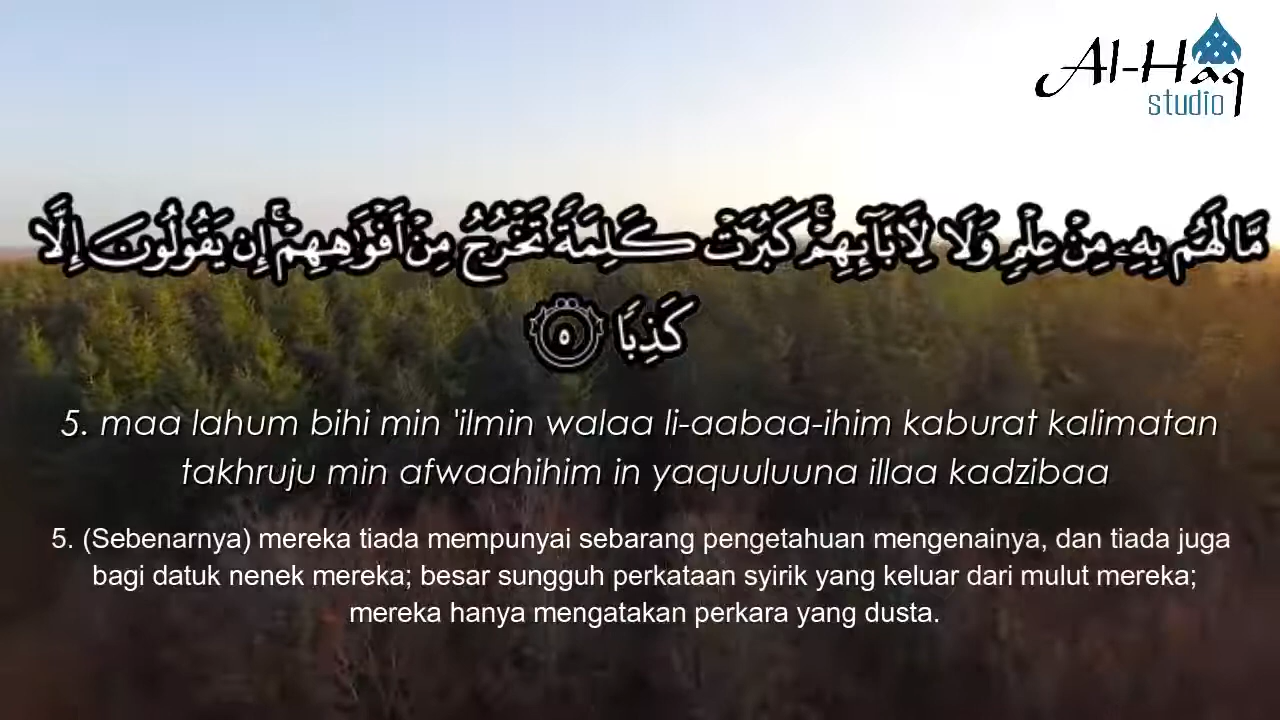 Al-Haq
studio
مَّا لَهُم بِهِۦ مِنْ عِلْمٍ وَلَا لِأَبَآئِهِمْ ۚ كَبُرَتْ كَلِمَةً تَخْرُجُ مِنْ أَفْوَٰهِهِمْ ۚ إِن يَقُولُونَ إِلَّا
كَذِبًا ٥
5. maa lahum bihi min 'ilmin walaa li-aabaa-ihim kaburat kalimatan
takhruju min afwaahihim in yaquuluuna illaa kadzibaa
5. (Sebenarnya) mereka tiada mempunyai sebarang pengetahuan mengenainya, dan tiada juga
bagi datuk nenek mereka; besar sungguh perkataan syirik yang keluar dari mulut mereka;
mereka hanya mengatakan perkara yang dusta.